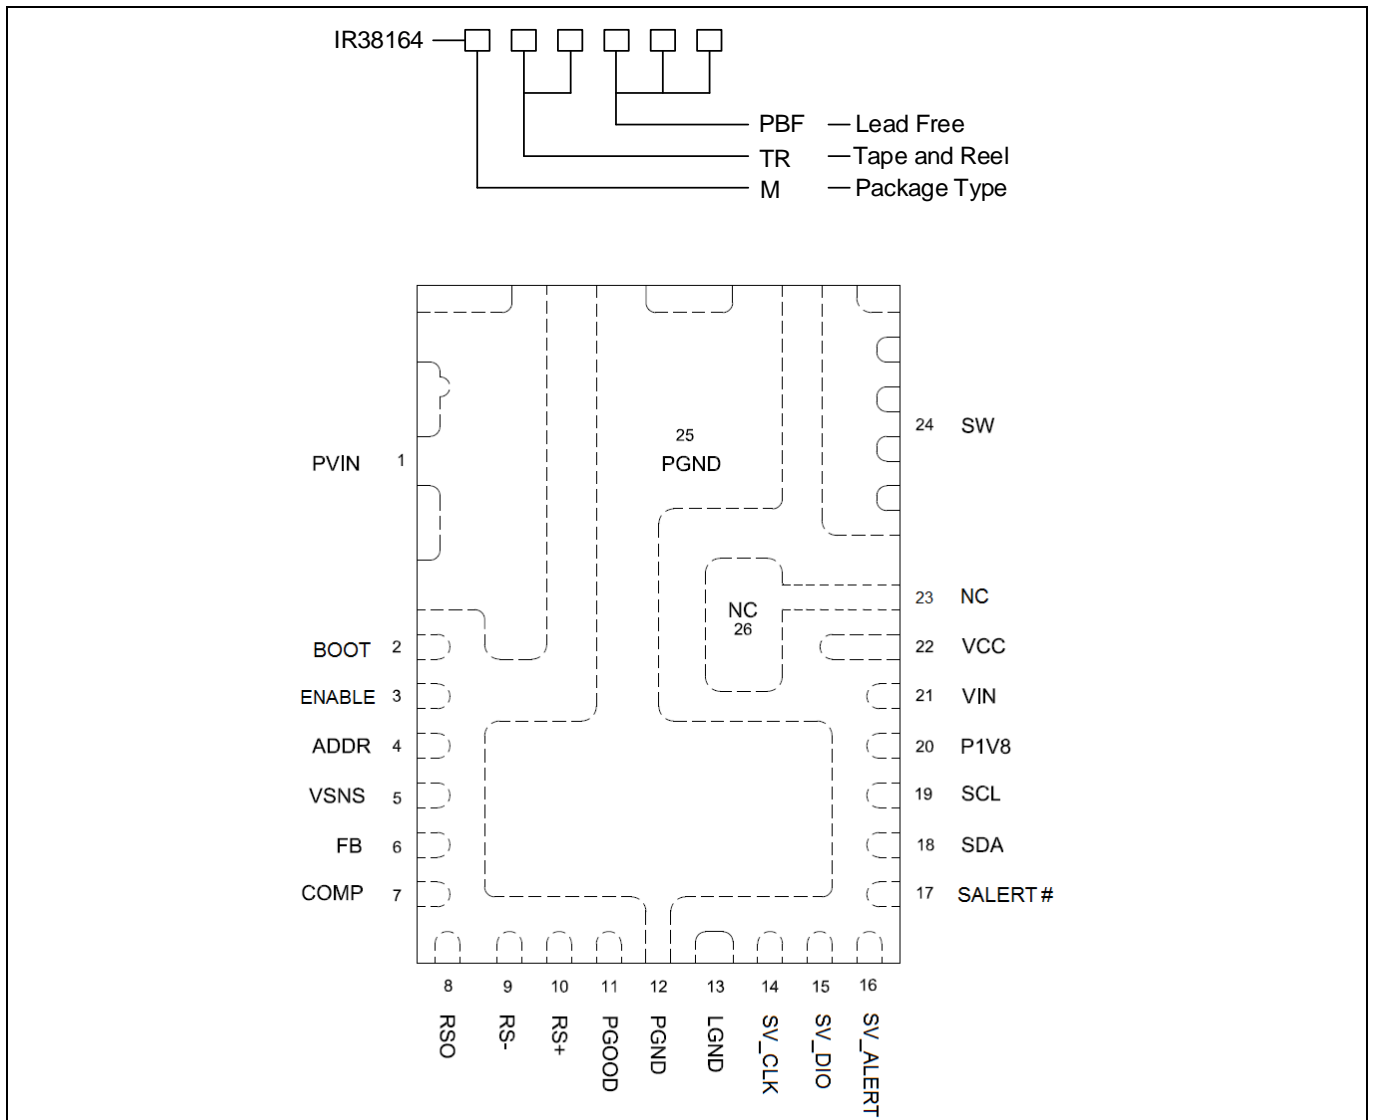 IR38164
PBF — Lead Free
TR — Tape and Reel
M — Package Type
25
PGND
24 SW
PVIN 1
23 NC
NC
26
BOOT 2
22 VCC
ENABLE 3
21 VIN
ADDR 4
20 P1V8
VSNS 5
19 SCL
FB 6
18 SDA
COMP 7
17 SALERT #
8 9 10 11 12 13 14 15 16
RSO
RS-
RS+
PGOOD
PGND
LGND
SV_CLK
SV_DIO
SV_ALERT